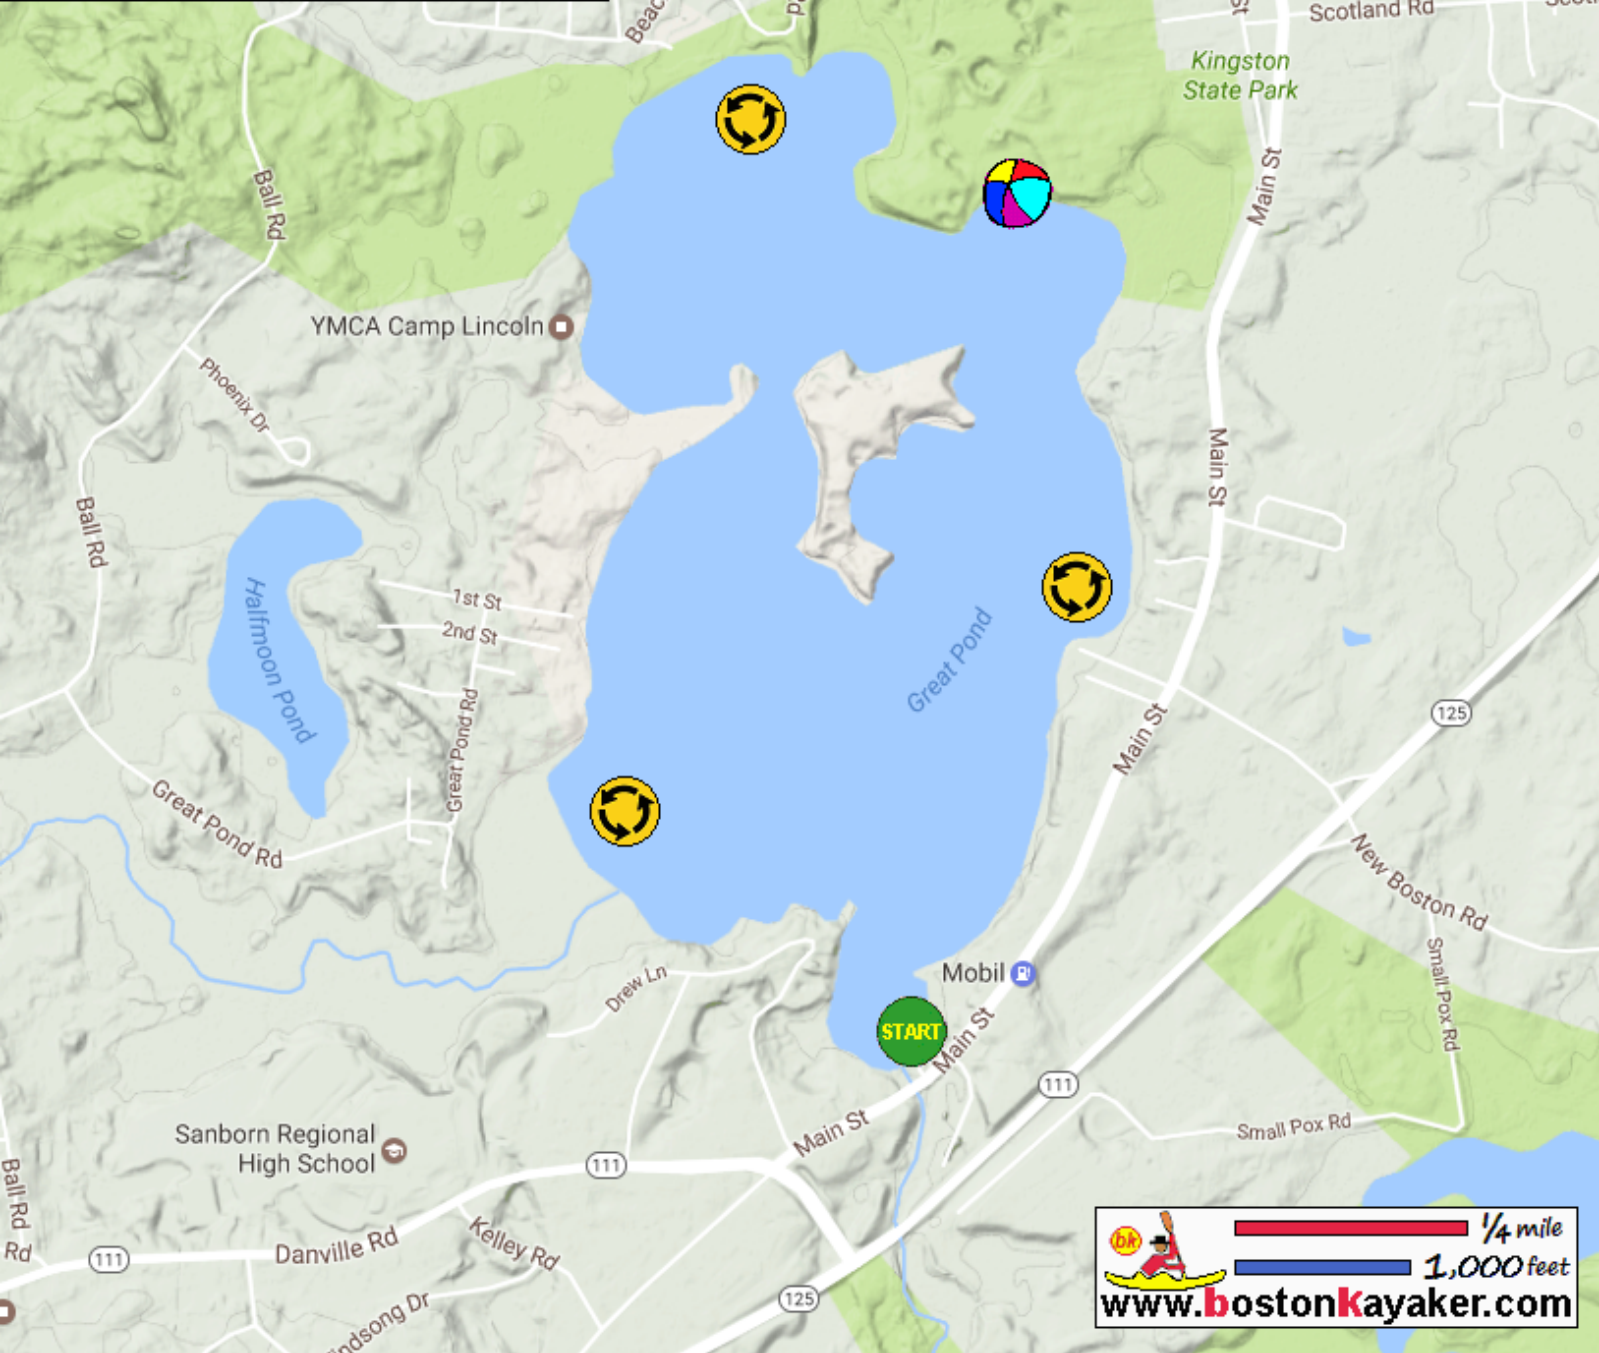 Beac
Scotland Rd
Kingston
State Park
Main St
Ball Rd
YMCA Camp Lincoln
Phoenix Dr
Main St
Ball Rd
1st St
2nd St
Halfmoon Pond
Great Pond
Great Pond Rd
125
Main St
Great Pond Rd
New Boston Rd
Small Pox Rd
Mobil
Drew Ln
START
Main St
111
Small Pox Rd
Main St
Sanborn Regional
High School
111
Ball Rd
Rd
111
Danville Rd
Kelley Rd
125
indsong Dr
bk
1/4 mile
1,000 feet
www.bostonkayaker.com